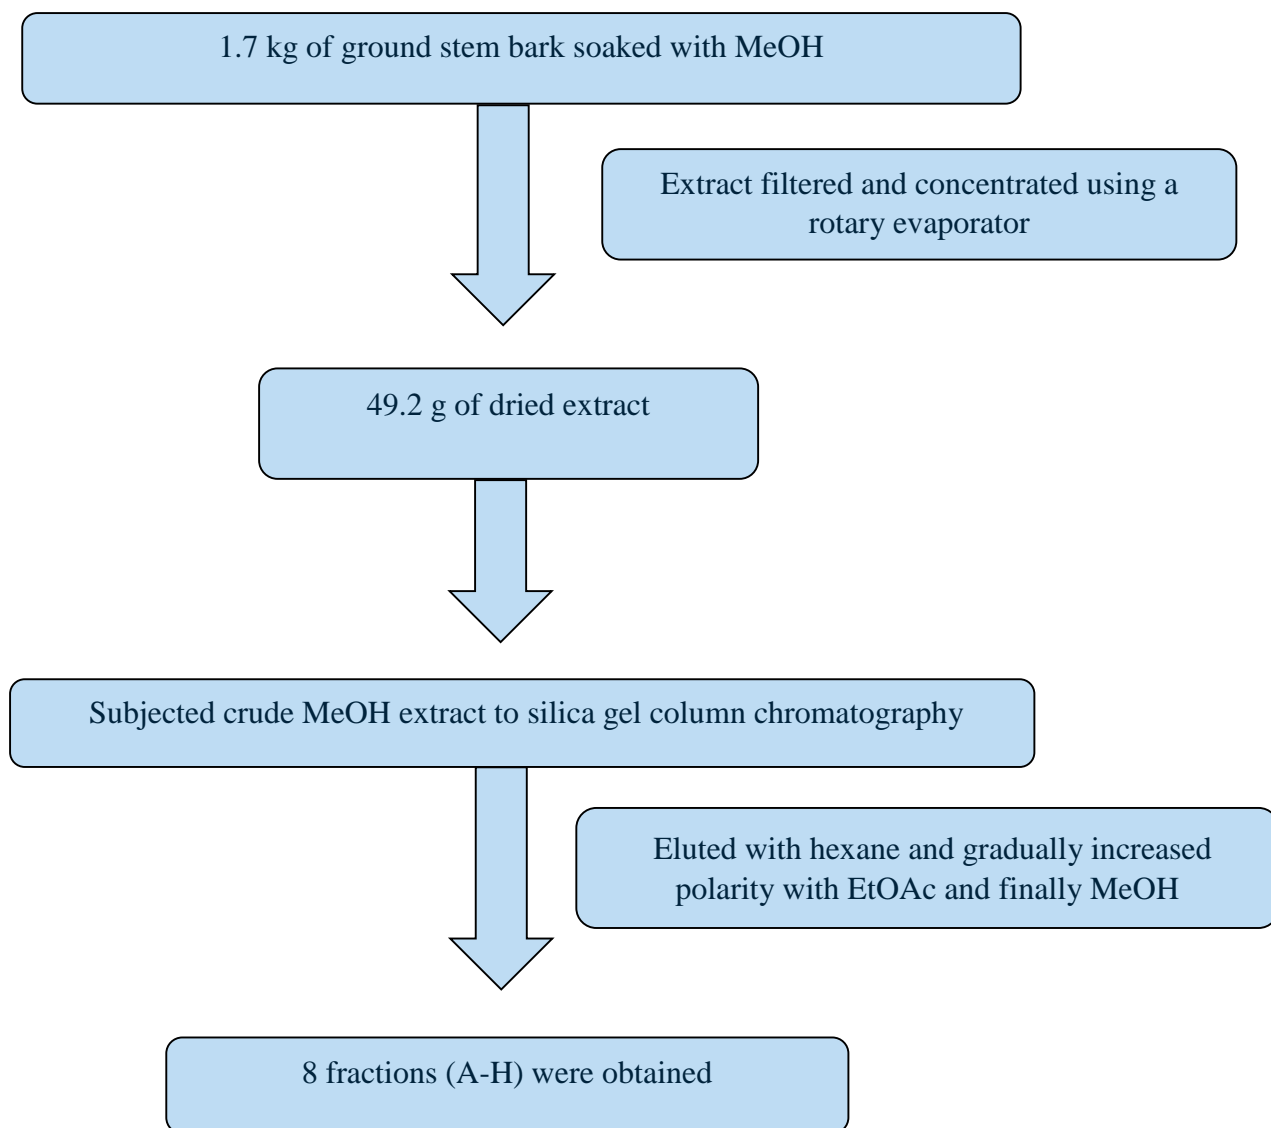 1.7 kg of ground stem bark soaked with MeOH
Extract filtered and concentrated using a
rotary evaporator
49.2 g of dried extract
Subjected crude MeOH extract to silica gel column chromatography
Eluted with hexane and gradually increased
polarity with EtOAc and finally MeOH
8 fractions (A-H) were obtained